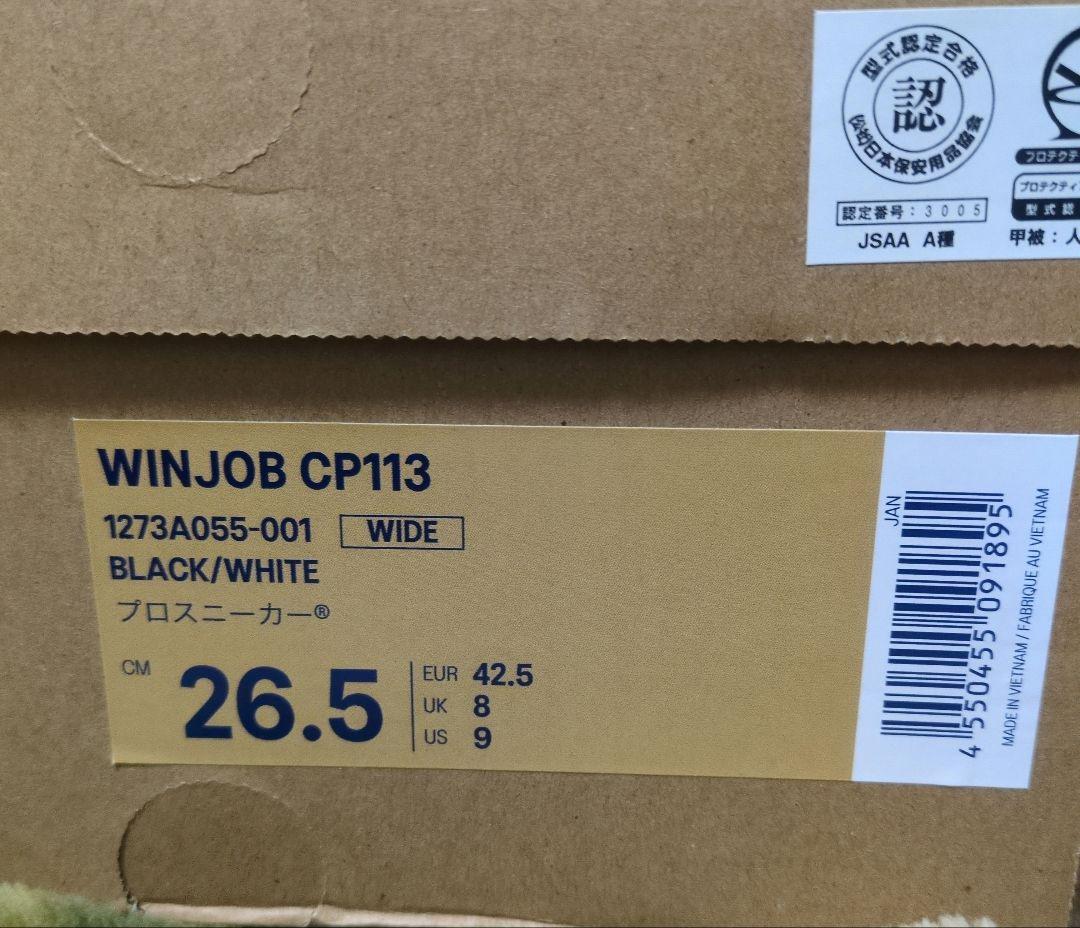 型式認定合格
認
(公社)日本保安用品協会
認定番号：3005
JSAA A種
プロテクテ
プロテクティ
型式認
甲被：人
WINJOB CP113
1273A055-001 WIDE
BLACK/WHITE
プロスニーカー®
CM 26.5
EUR 42.5
UK 8
US 9
JAN
4 550455 091895
MADE IN VIETNAM / FABRIQUE AU VIETNAM